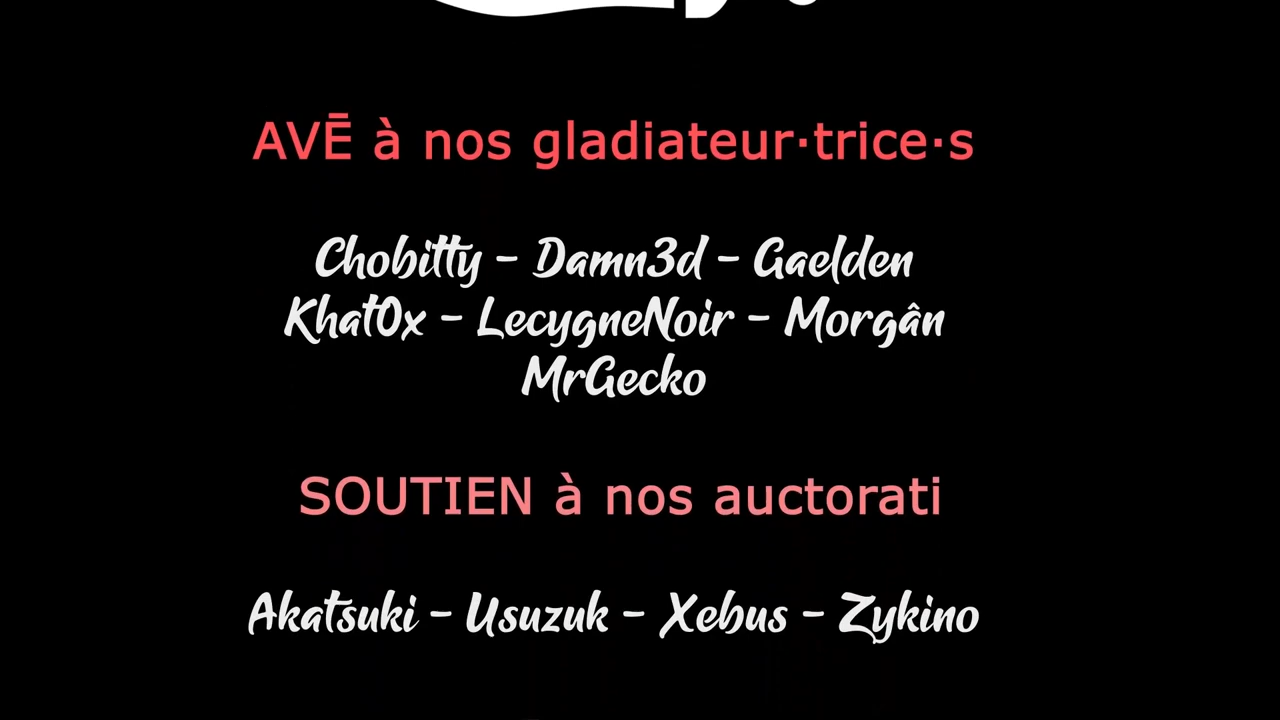 AVĒ à nos gladiateur·trice·s
Chobitty - Damn3d - Gaelden
Khat0x - LecygneNoir - Morgân
MrGecko
SOUTIEN à nos auctorati
Akatsuki - Usuzuk - Xebus - Zykino